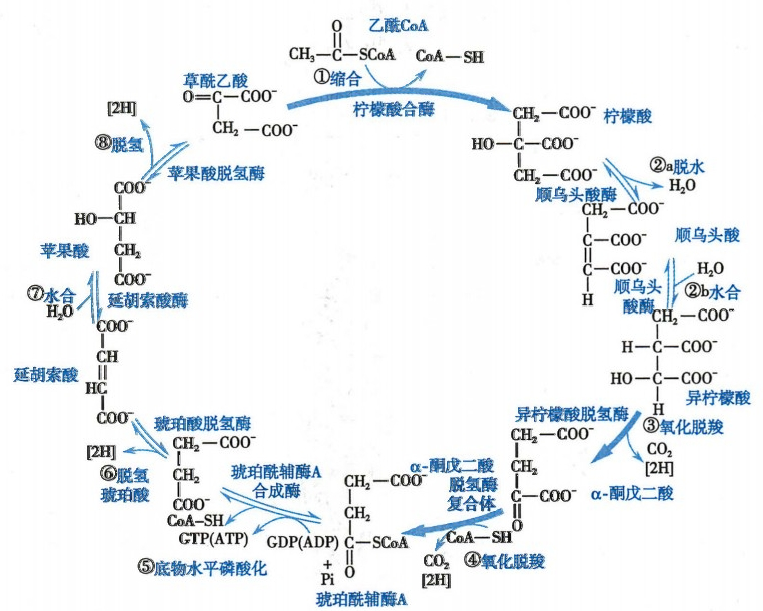 乙酰CoA
O
CH₃—C—SCoA CoA—SH
①缩合
柠檬酸合酶
草酰乙酸
O=C—COO⁻
CH₂—COO⁻
[2H]
⑧脱氢
苹果酸脱氢酶
CH₂—COO⁻
柠檬酸
HO—C—COO⁻
CH₂—COO⁻
②a脱水
H₂O
顺乌头酸酶
CH₂—COO⁻
C—COO⁻
C—COO⁻
H
顺乌头酸
顺乌头
酸酶
H₂O
②b水合
CH₂—COO⁻
H—C—COO⁻
HO—C—COO⁻
H
异柠檬酸
③氧化脱羧
CO₂
[2H]
异柠檬酸脱氢酶
CH₂—COO⁻
CH₂
C—COO⁻
O
α-酮戊二酸
α-酮戊二酸
脱氢酶
复合体
CoA—SH
④氧化脱羧
CO₂
[2H]
CH₂—COO⁻
CH₂
C—SCoA
O
琥珀酰辅酶A
琥珀酰辅酶A
合成酶
CoA—SH
GTP(ATP)
GDP(ADP)
+
Pi
⑤底物水平磷酸化
琥珀酸脱氢酶
CH₂—COO⁻
CH₂
COO⁻
[2H]
⑥脱氢
琥珀酸
COO⁻
CH
HC
COO⁻
延胡索酸
⑦水合
H₂O
延胡索酸酶
COO⁻
HO—CH
CH₂
COO⁻
苹果酸